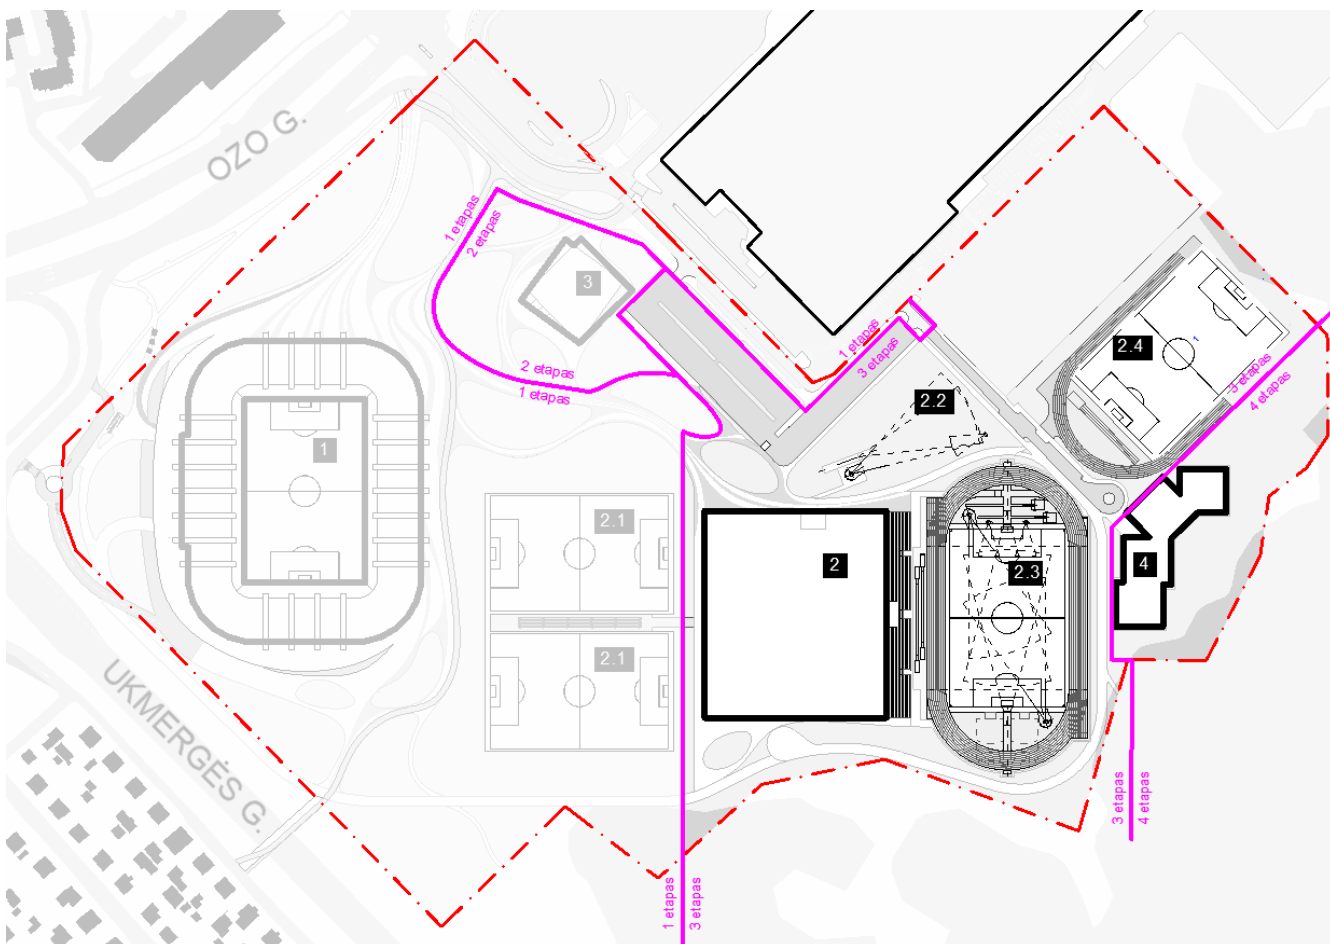 OZO G.
1 etapas
2 etapas
3
2 etapas
1 etapas
1 etapas
3 etapas
2.4
1
3 etapas
4 etapas
2.2
1
2.1
2
2.3
4
2.1
UKMERGĖS G.
3 etapas
4 etapas
1 etapas
3 etapas